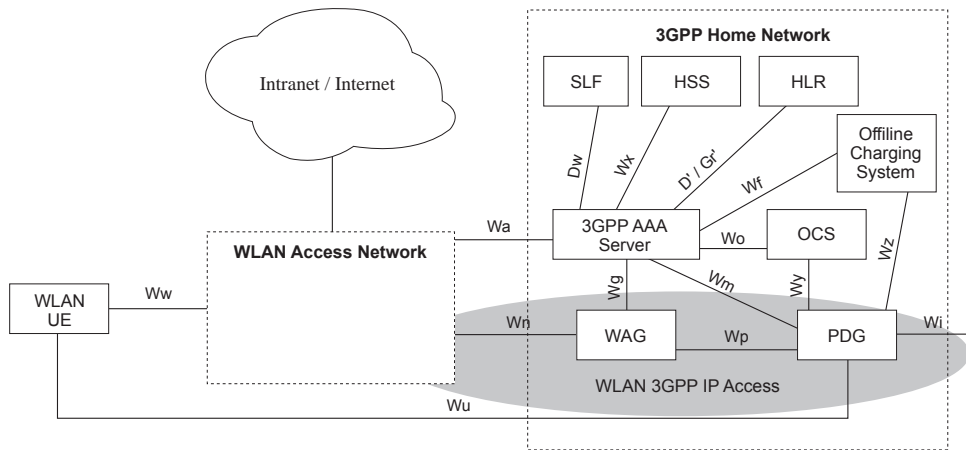 3GPP Home Network
Intranet / Internet
SLF
HSS
HLR
Offiline
Charging
System
Dw
Wx
D' / Gr'
Wf
Wa
3GPP AAA
Server
Wo
OCS
Wz
WLAN Access Network
Wg
Wm
Wy
WLAN
UE
Ww
Wn
WAG
Wp
PDG
Wi
WLAN 3GPP IP Access
Wu